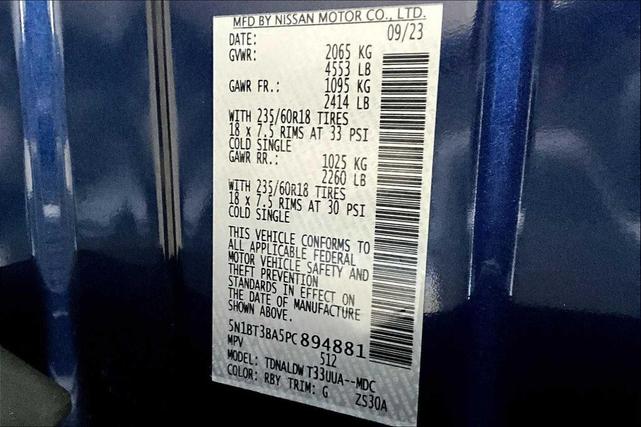 MFD BY NISSAN MOTOR CO., LTD.
DATE: 09/23
GVWR: 2065 KG
4553 LB
GAWR FR.: 1095 KG
2414 LB
WITH 235/60R18 TIRES
18 x 7.5 RIMS AT 33 PSI
COLD SINGLE
GAWR RR.: 1025 KG
2260 LB
WITH 235/60R18 TIRES
18 x 7.5 RIMS AT 30 PSI
COLD SINGLE
THIS VEHICLE CONFORMS TO
ALL APPLICABLE FEDERAL
MOTOR VEHICLE SAFETY AND
THEFT PREVENTION
STANDARDS IN EFFECT ON
THE DATE OF MANUFACTURE
SHOWN ABOVE.
5N1BT3BA5PC894881
MPV 512
MODEL: TDNALDW T33UUA--MDC
COLOR: RBY TRIM: G ZS30A